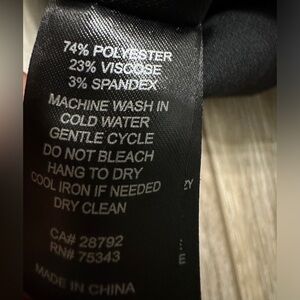 74% POLYESTER
23% VISCOSE
3% SPANDEX
MACHINE WASH IN
COLD WATER
GENTLE CYCLE
DO NOT BLEACH
HANG TO DRY
COOL IRON IF NEEDED
DRY CLEAN
CA# 28792
RN# 75343
MADE IN CHINA